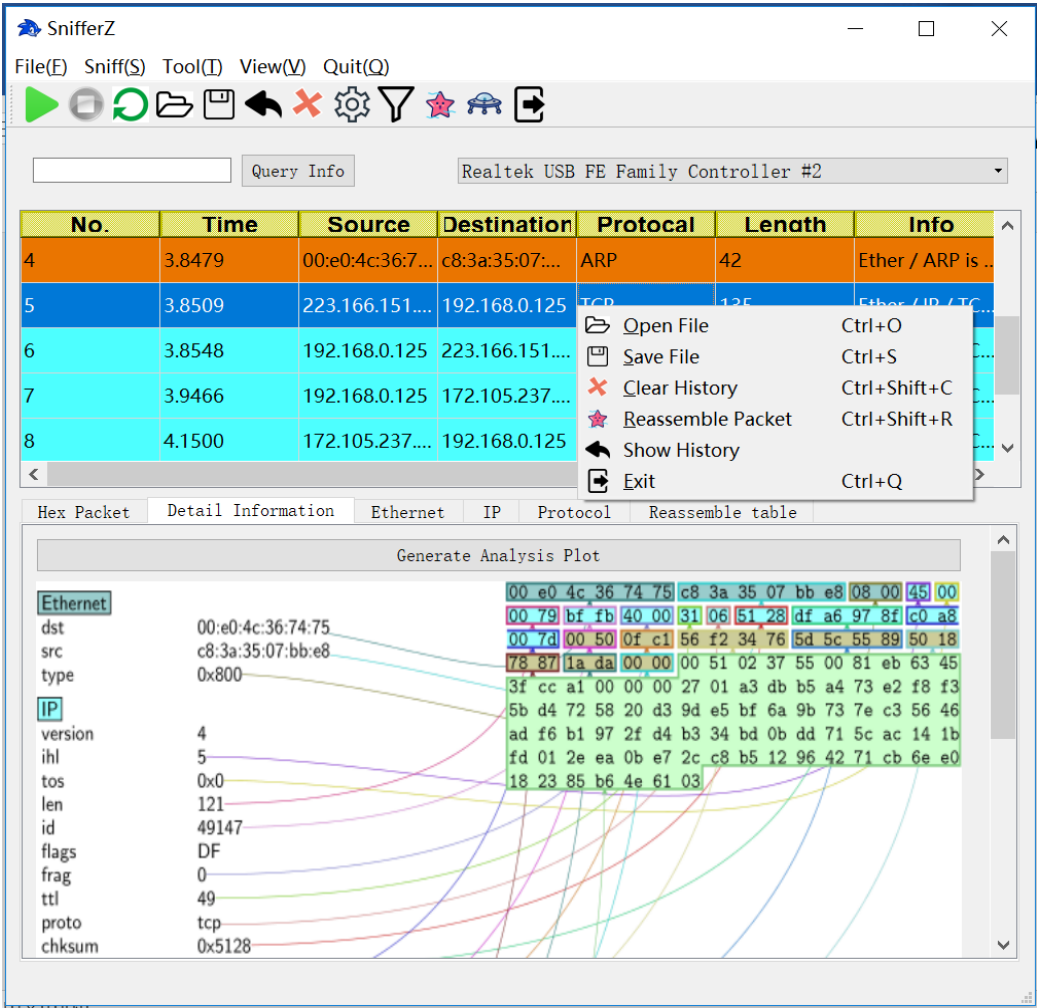 SnifferZ
File(F) Sniff(S) Tool(T) View(V) Quit(Q)
Query Info Realtek USB FE Family Controller #2
No. Time Source Destination Protocal Length Info
4 3.8479 00:e0:4c:36:7... c8:3a:35:07:... ARP 42 Ether / ARP is ..
5 3.8509 223.166.151.... 192.168.0.125 TCP 135 Ether / IP / TC...
6 3.8548 192.168.0.125 223.166.151....
7 3.9466 192.168.0.125 172.105.237....
8 4.1500 172.105.237.... 192.168.0.125
Open File Ctrl+O
Save File Ctrl+S
Clear History Ctrl+Shift+C
Reassemble Packet Ctrl+Shift+R
Show History
Exit Ctrl+Q
Hex Packet Detail Information Ethernet IP Protocol Reassemble table
Generate Analysis Plot
Ethernet
dst 00:e0:4c:36:74:75
src c8:3a:35:07:bb:e8
type 0x800
IP
version 4
ihl 5
tos 0x0
len 121
id 49147
flags DF
frag 0
ttl 49
proto tcp
chksum 0x5128
00 e0 4c 36 74 75 c8 3a 35 07 bb e8 08 00 45 00
00 79 bf fb 40 00 31 06 51 28 df a6 97 8f c0 a8
00 7d 00 50 0f c1 56 f2 34 76 5d 5c 55 89 50 18
78 87 1a da 00 00 00 51 02 37 55 00 81 eb 63 45
3f cc a1 00 00 00 27 01 a3 db b5 a4 73 e2 f8 f3
5b d4 72 58 20 d3 9d e5 bf 6a 9b 73 7e c3 56 46
ad f6 b1 97 2f d4 b3 34 bd 0b dd 71 5c ac 14 1b
fd 01 2e ea 0b e7 2c c8 b5 12 96 42 71 cb 6e e0
18 23 85 b6 4e 61 03